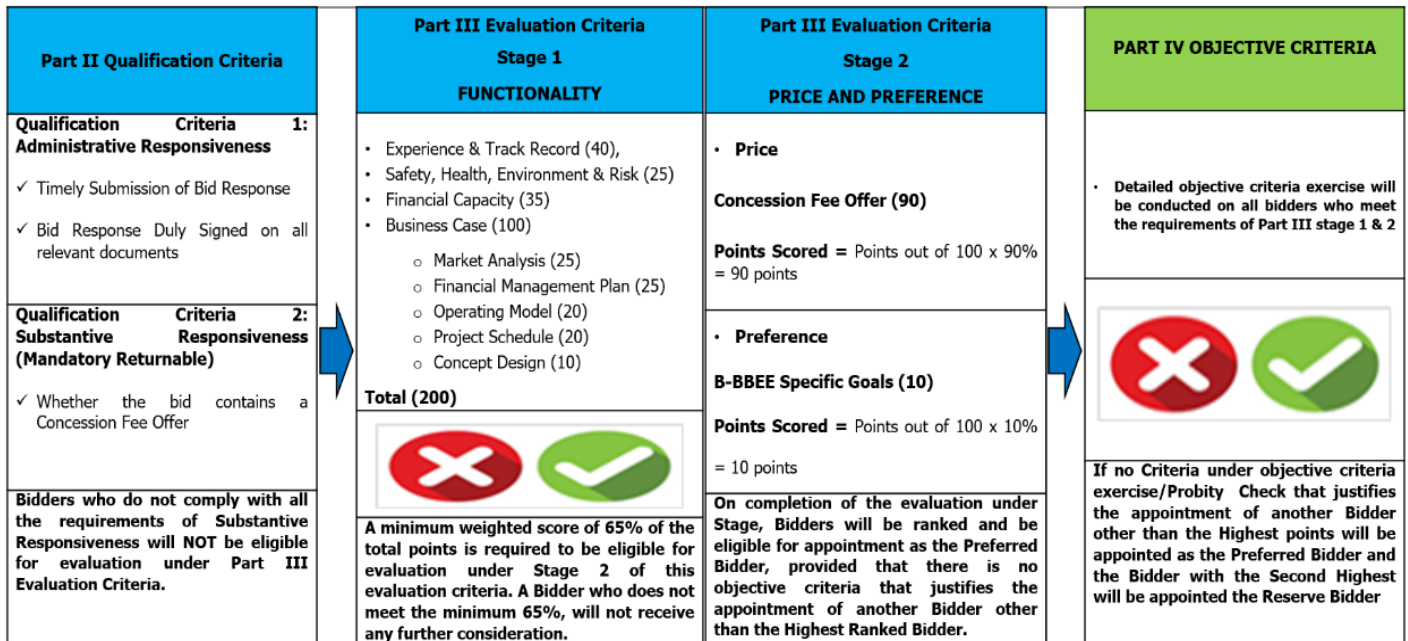 Part II Qualification Criteria
Qualification Criteria 1:
Administrative Responsiveness
✓ Timely Submission of Bid Response
✓ Bid Response Duly Signed on all
relevant documents
Qualification Criteria 2:
Substantive Responsiveness
(Mandatory Returnable)
✓ Whether the bid contains a
Concession Fee Offer
Bidders who do not comply with all
the requirements of Substantive
Responsiveness will NOT be eligible
for evaluation under Part III
Evaluation Criteria.
Part III Evaluation Criteria
Stage 1
FUNCTIONALITY
• Experience & Track Record (40),
• Safety, Health, Environment & Risk (25)
• Financial Capacity (35)
• Business Case (100)
o Market Analysis (25)
o Financial Management Plan (25)
o Operating Model (20)
o Project Schedule (20)
o Concept Design (10)
Total (200)
A minimum weighted score of 65% of the
total points is required to be eligible for
evaluation under Stage 2 of this
evaluation criteria. A Bidder who does not
meet the minimum 65%, will not receive
any further consideration.
Part III Evaluation Criteria
Stage 2
PRICE AND PREFERENCE
• Price
Concession Fee Offer (90)
Points Scored = Points out of 100 x 90%
= 90 points
• Preference
B-BBEE Specific Goals (10)
Points Scored = Points out of 100 x 10%
= 10 points
On completion of the evaluation under
Stage, Bidders will be ranked and be
eligible for appointment as the Preferred
Bidder, provided that there is no
objective criteria that justifies the
appointment of another Bidder other
than the Highest Ranked Bidder.
PART IV OBJECTIVE CRITERIA
• Detailed objective criteria exercise will
be conducted on all bidders who meet
the requirements of Part III stage 1 & 2
If no Criteria under objective criteria
exercise/Probity Check that justifies
the appointment of another Bidder
other than the Highest points will be
appointed as the Preferred Bidder and
the Bidder with the Second Highest
will be appointed the Reserve Bidder